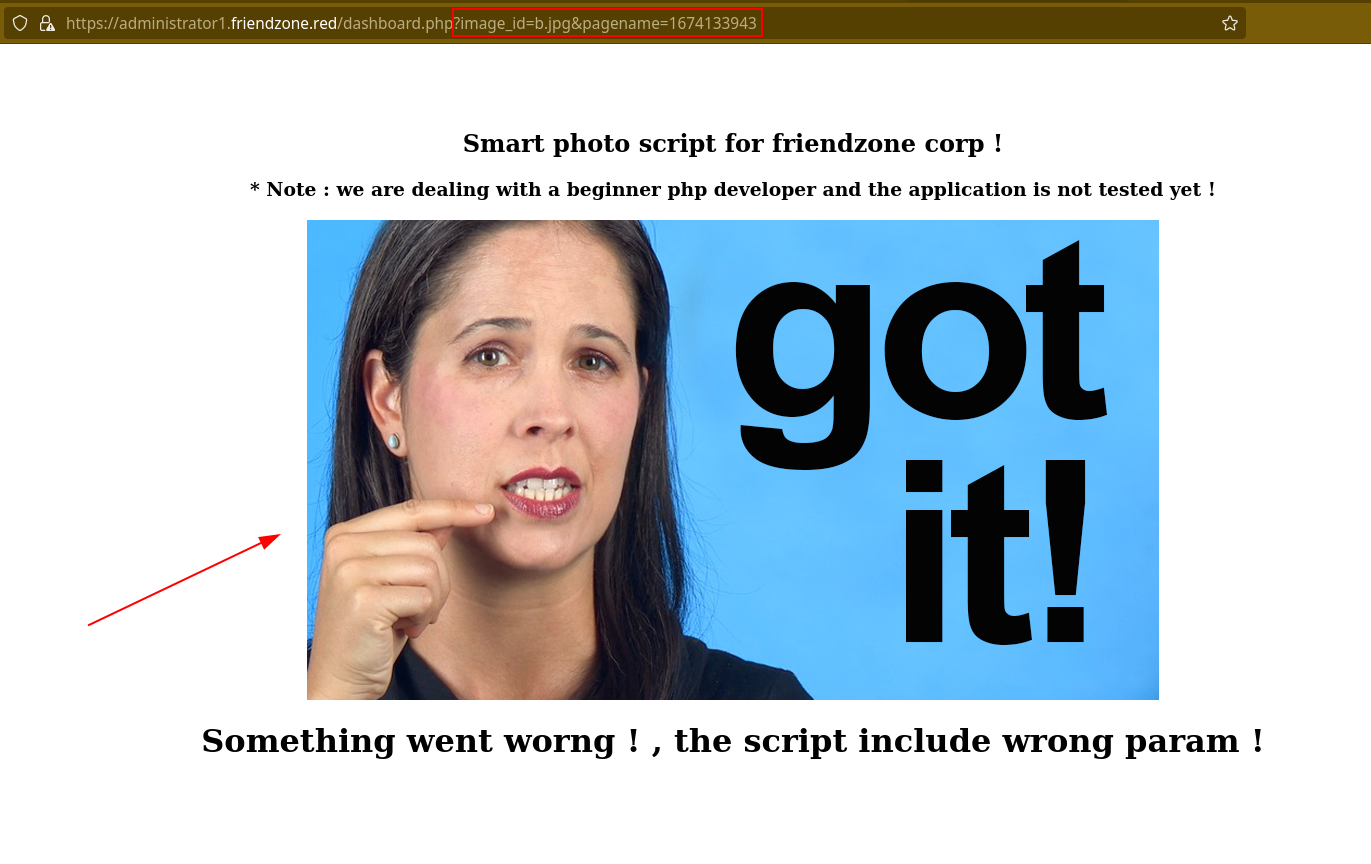 https://administrator1.friendzone.red/dashboard.php?image_id=b.jpg&pagename=1674133943
Smart photo script for friendzone corp !
* Note : we are dealing with a beginner php developer and the application is not tested yet !
got
it!
Something went worng ! , the script include wrong param !